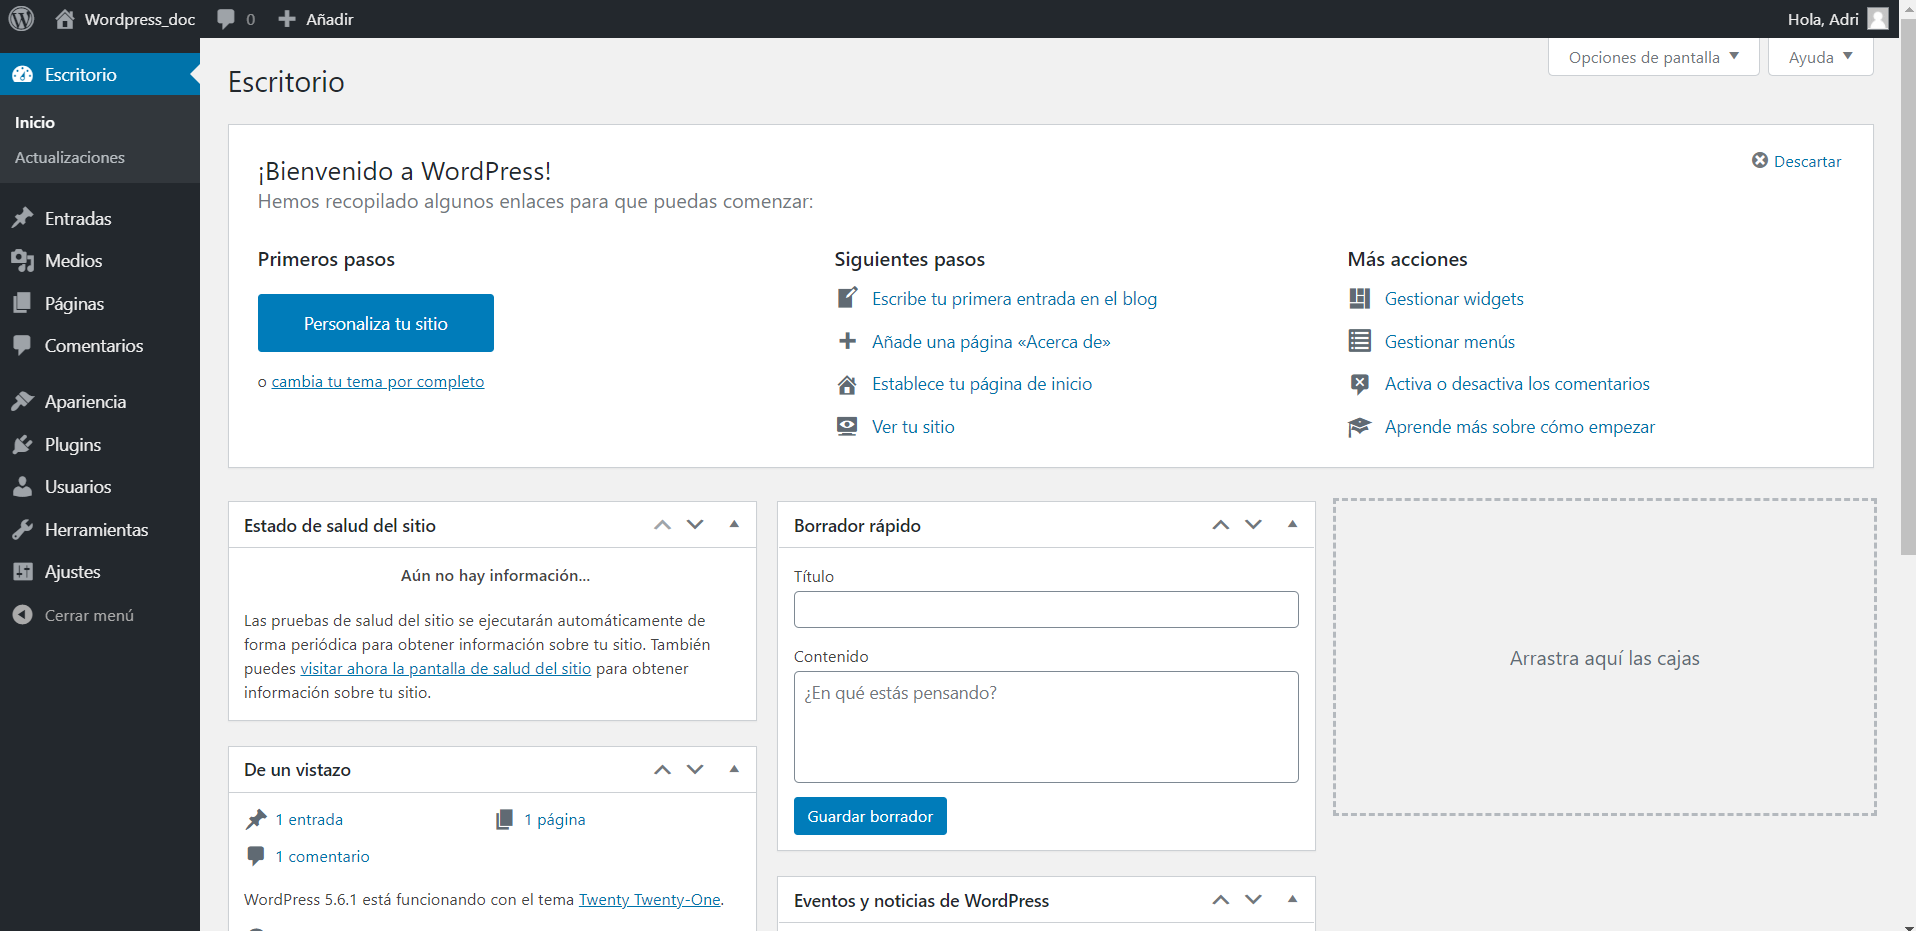 Wordpress_doc
0
Añadir
Hola, Adri
Escritorio
Inicio
Actualizaciones
Entradas
Medios
Páginas
Comentarios
Apariencia
Plugins
Usuarios
Herramientas
Ajustes
Cerrar menú
Opciones de pantalla
Ayuda
Escritorio
¡Bienvenido a WordPress!
Descartar
Hemos recopilado algunos enlaces para que puedas comenzar:
Primeros pasos
Personaliza tu sitio
o cambia tu tema por completo
Siguientes pasos
Escribe tu primera entrada en el blog
Añade una página «Acerca de»
Establece tu página de inicio
Ver tu sitio
Más acciones
Gestionar widgets
Gestionar menús
Activa o desactiva los comentarios
Aprende más sobre cómo empezar
Estado de salud del sitio
Aún no hay información...
Las pruebas de salud del sitio se ejecutarán automáticamente de
forma periódica para obtener información sobre tu sitio. También
puedes visitar ahora la pantalla de salud del sitio para obtener
información sobre tu sitio.
De un vistazo
1 entrada
1 página
1 comentario
WordPress 5.6.1 está funcionando con el tema Twenty Twenty-One.
Borrador rápido
Título
Contenido
¿En qué estás pensando?
Guardar borrador
Eventos y noticias de WordPress
Arrastra aquí las cajas